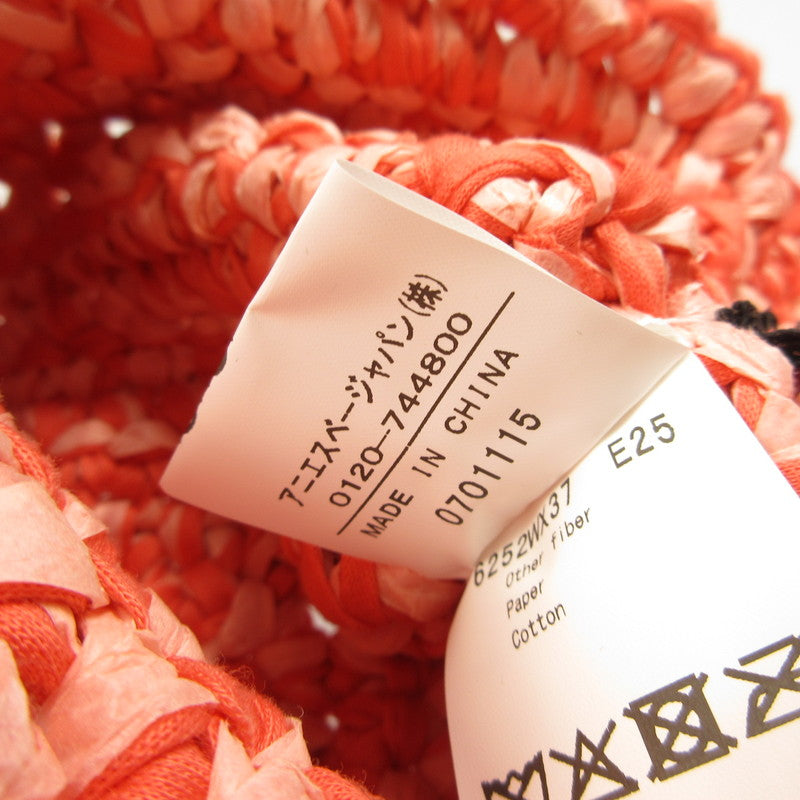 アニエスベージャパン(株)
0120-744800
MADE IN CHINA
0701115
E25
6252WX37
Other fiber
Paper
Cotton